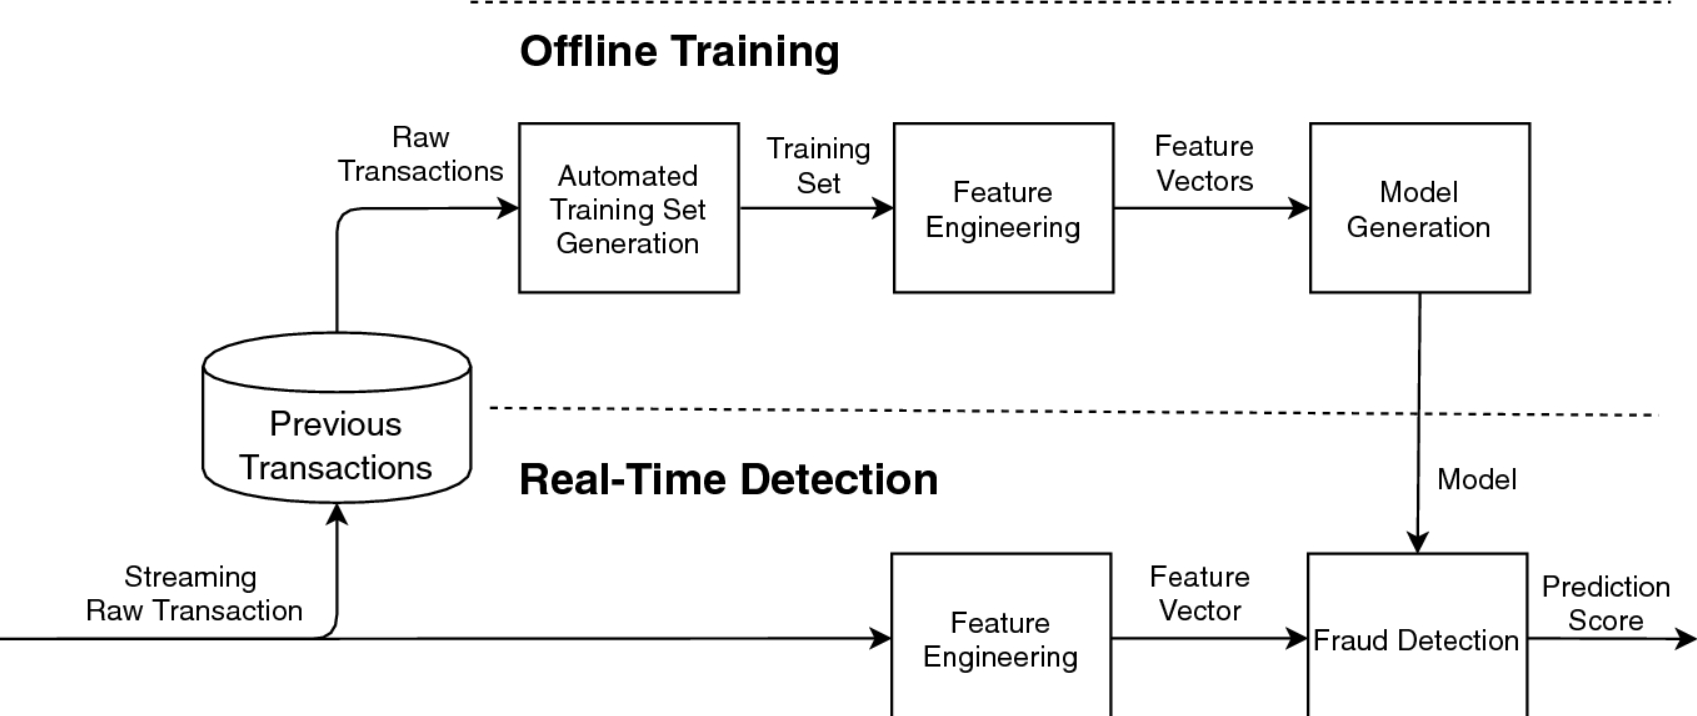 Offline Training
Raw
Transactions
Automated
Training Set
Generation
Training
Set
Feature
Engineering
Feature
Vectors
Model
Generation
Previous
Transactions
Real-Time Detection
Model
Streaming
Raw Transaction
Feature
Engineering
Feature
Vector
Fraud Detection
Prediction
Score